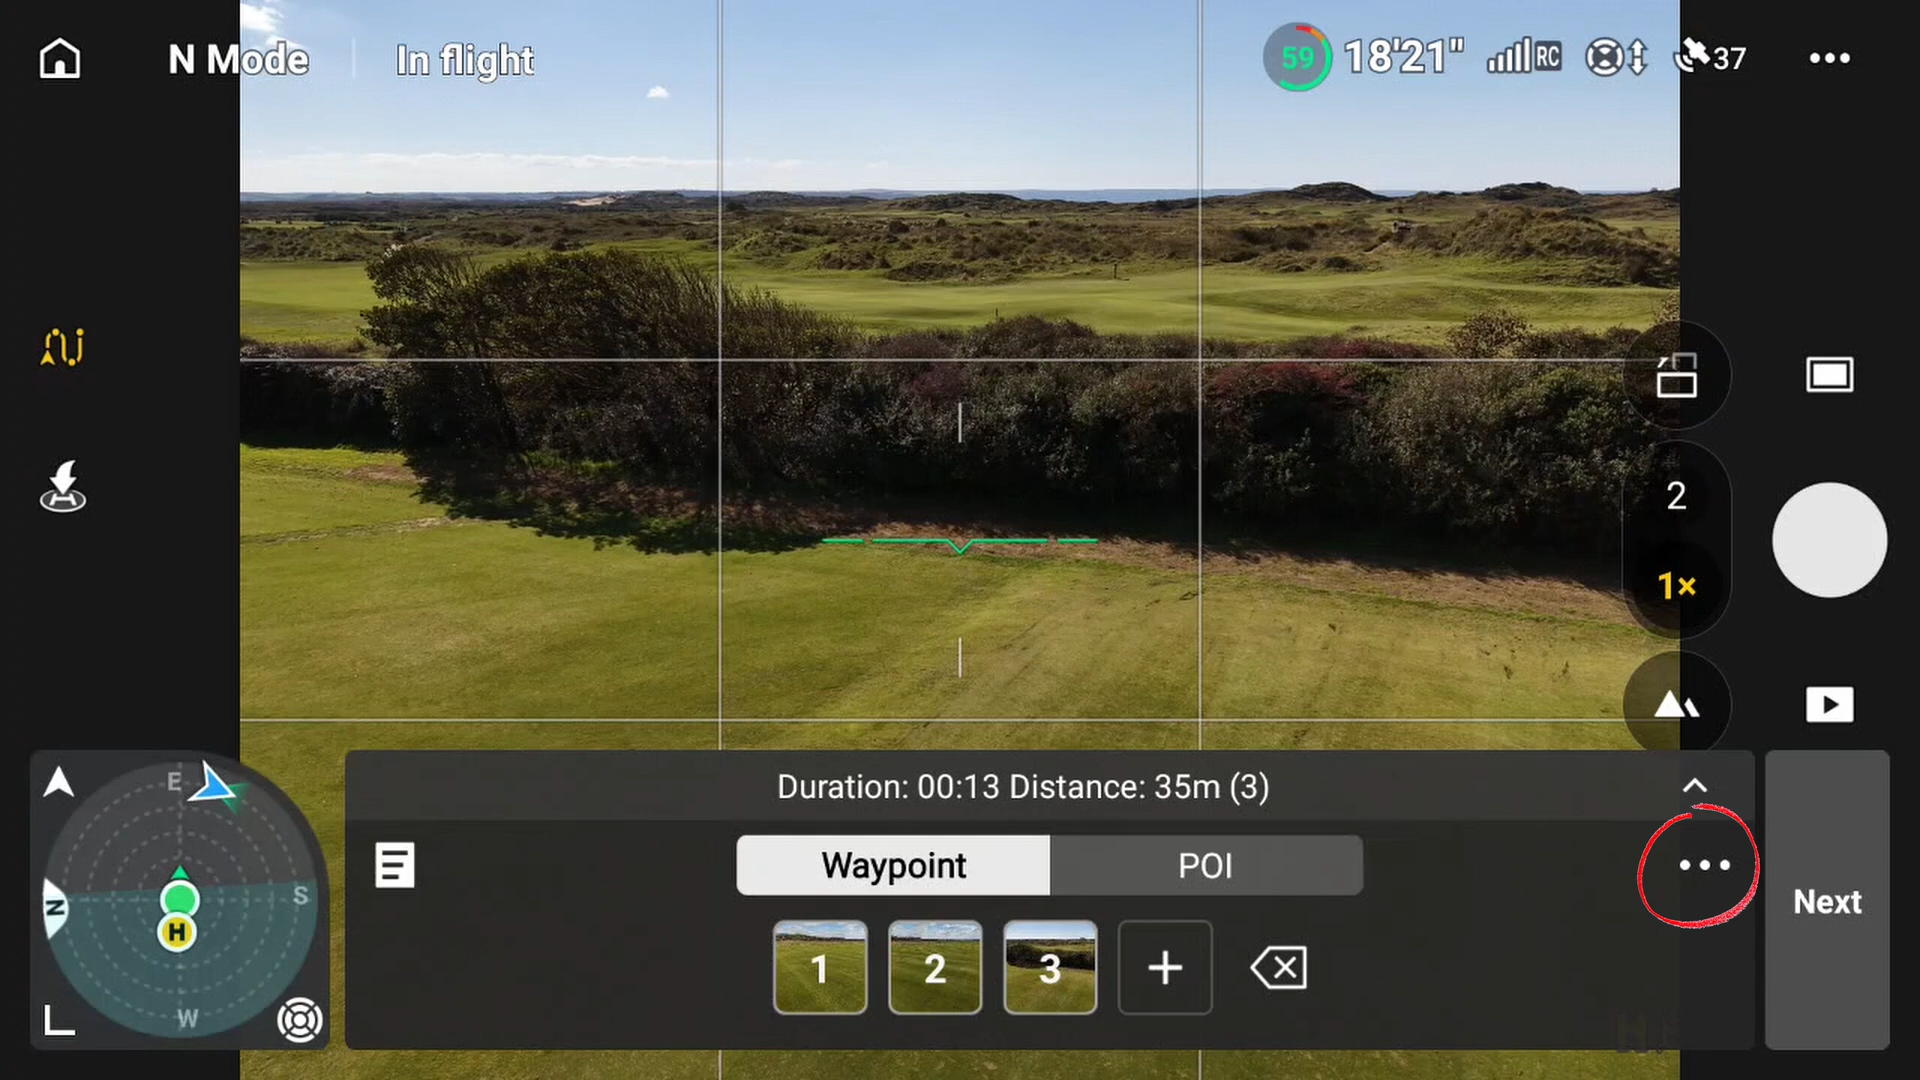 N Mode In flight 59 18'21" RC 37
2
1×
E
S
N
H
W
Duration: 00:13 Distance: 35m (3)
Waypoint POI
Next
1 2 3